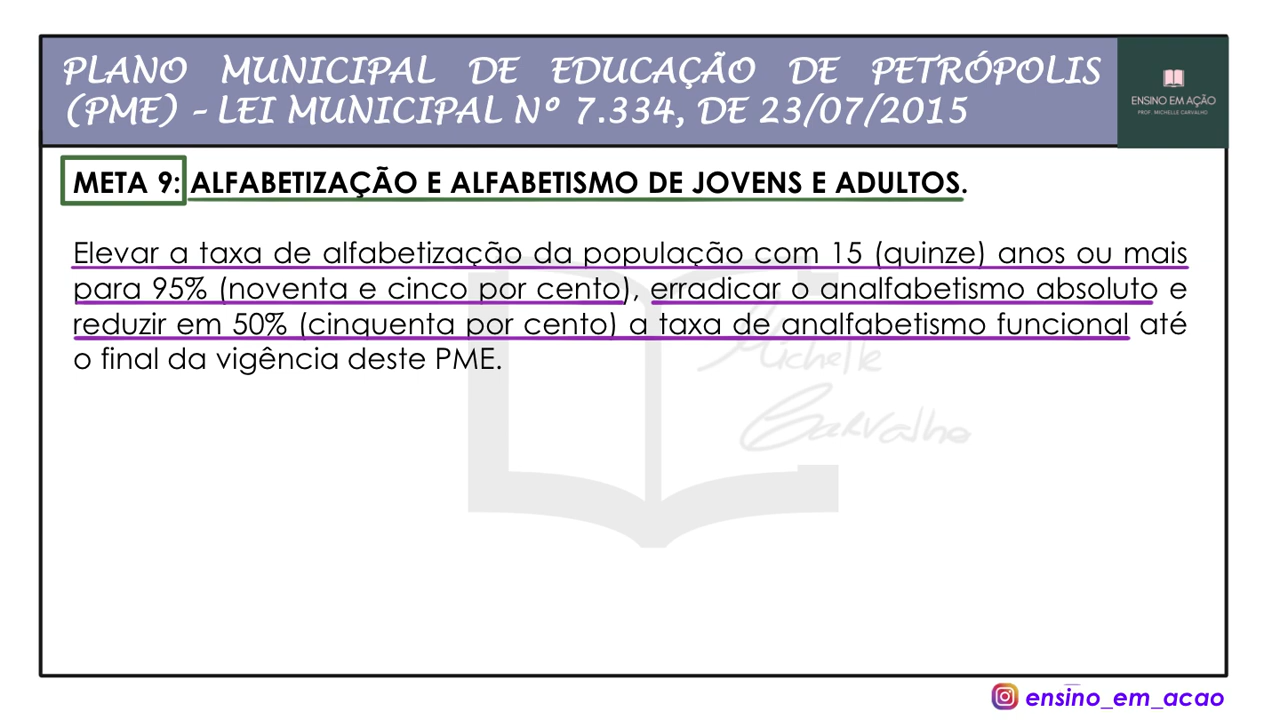 PLANO MUNICIPAL DE EDUCAÇÃO DE PETRÓPOLIS
(PME) – LEI MUNICIPAL Nº 7.334, DE 23/07/2015
ENSINO EM AÇÃO
PROF. MICHELLE CARVALHO
META 9: ALFABETIZAÇÃO E ALFABETISMO DE JOVENS E ADULTOS.
Elevar a taxa de alfabetização da população com 15 (quinze) anos ou mais
para 95% (noventa e cinco por cento), erradicar o analfabetismo absoluto e
reduzir em 50% (cinquenta por cento) a taxa de analfabetismo funcional até
o final da vigência deste PME.
Michelle
Carvalho
ensino_em_acao